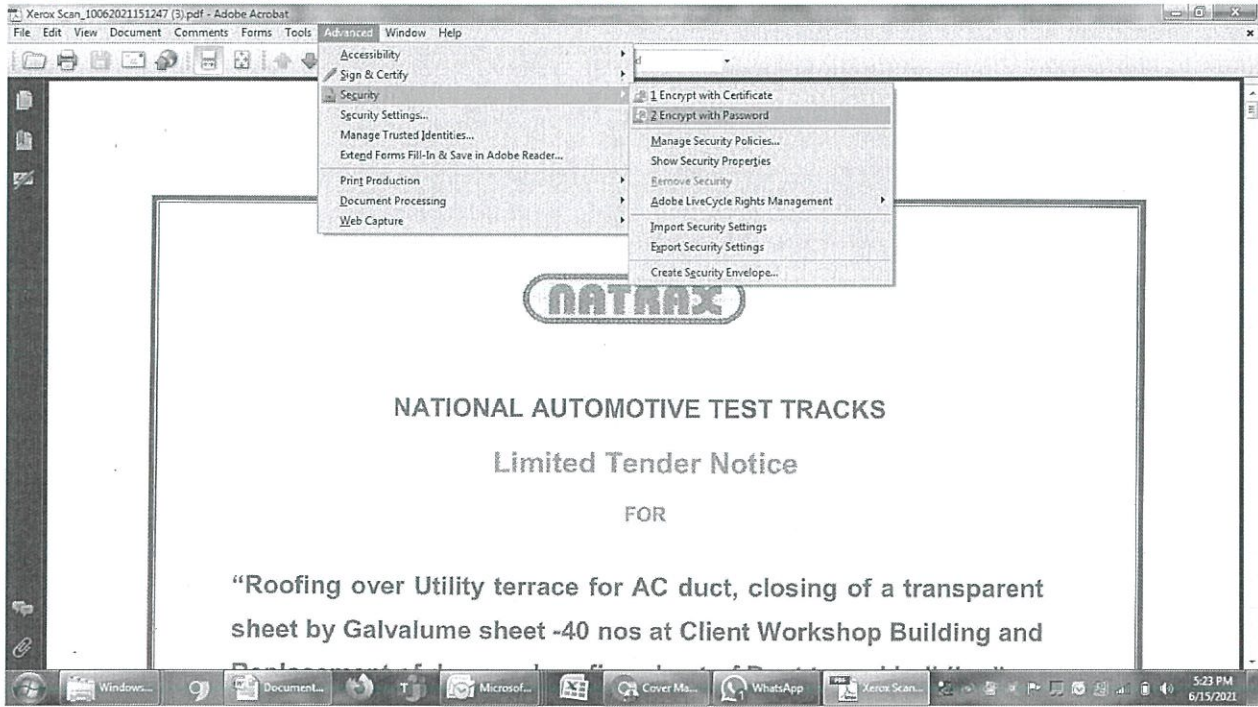 Xerox Scan_10062021151247 (3).pdf - Adobe Acrobat
File Edit View Document Comments Forms Tools Advanced Window Help
Accessibility
Sign & Certify
Security
Security Settings...
Manage Trusted Identities...
Extend Forms Fill-In & Save in Adobe Reader...
Print Production
Document Processing
Web Capture
1 Encrypt with Certificate
2 Encrypt with Password
Manage Security Policies...
Show Security Properties
Remove Security
Adobe LiveCycle Rights Management
Import Security Settings
Export Security Settings
Create Security Envelope...
NATRAX
NATIONAL AUTOMOTIVE TEST TRACKS
Limited Tender Notice
FOR
“Roofing over Utility terrace for AC duct, closing of a transparent
sheet by Galvalume sheet -40 nos at Client Workshop Building and
Windows... Document... Microsof... Cover Ma... WhatsApp Xerox Scan... 5:23 PM
6/15/2021